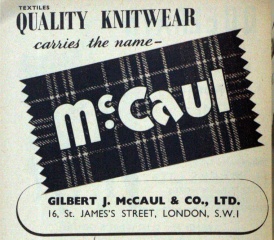 TEXTILES
QUALITY KNITWEAR
carries the name–
McCaul
GILBERT J. McCAUL & CO., LTD.
16, St. JAMES'S STREET, LONDON, S.W.1